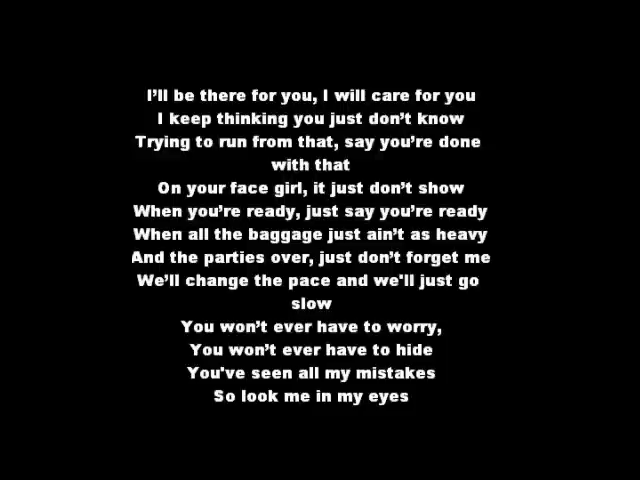 I’ll be there for you, I will care for you
I keep thinking you just don’t know
Trying to run from that, say you’re done
with that
On your face girl, it just don’t show
When you’re ready, just say you’re ready
When all the baggage just ain’t as heavy
And the parties over, just don’t forget me
We’ll change the pace and we'll just go
slow
You won’t ever have to worry,
You won’t ever have to hide
You've seen all my mistakes
So look me in my eyes